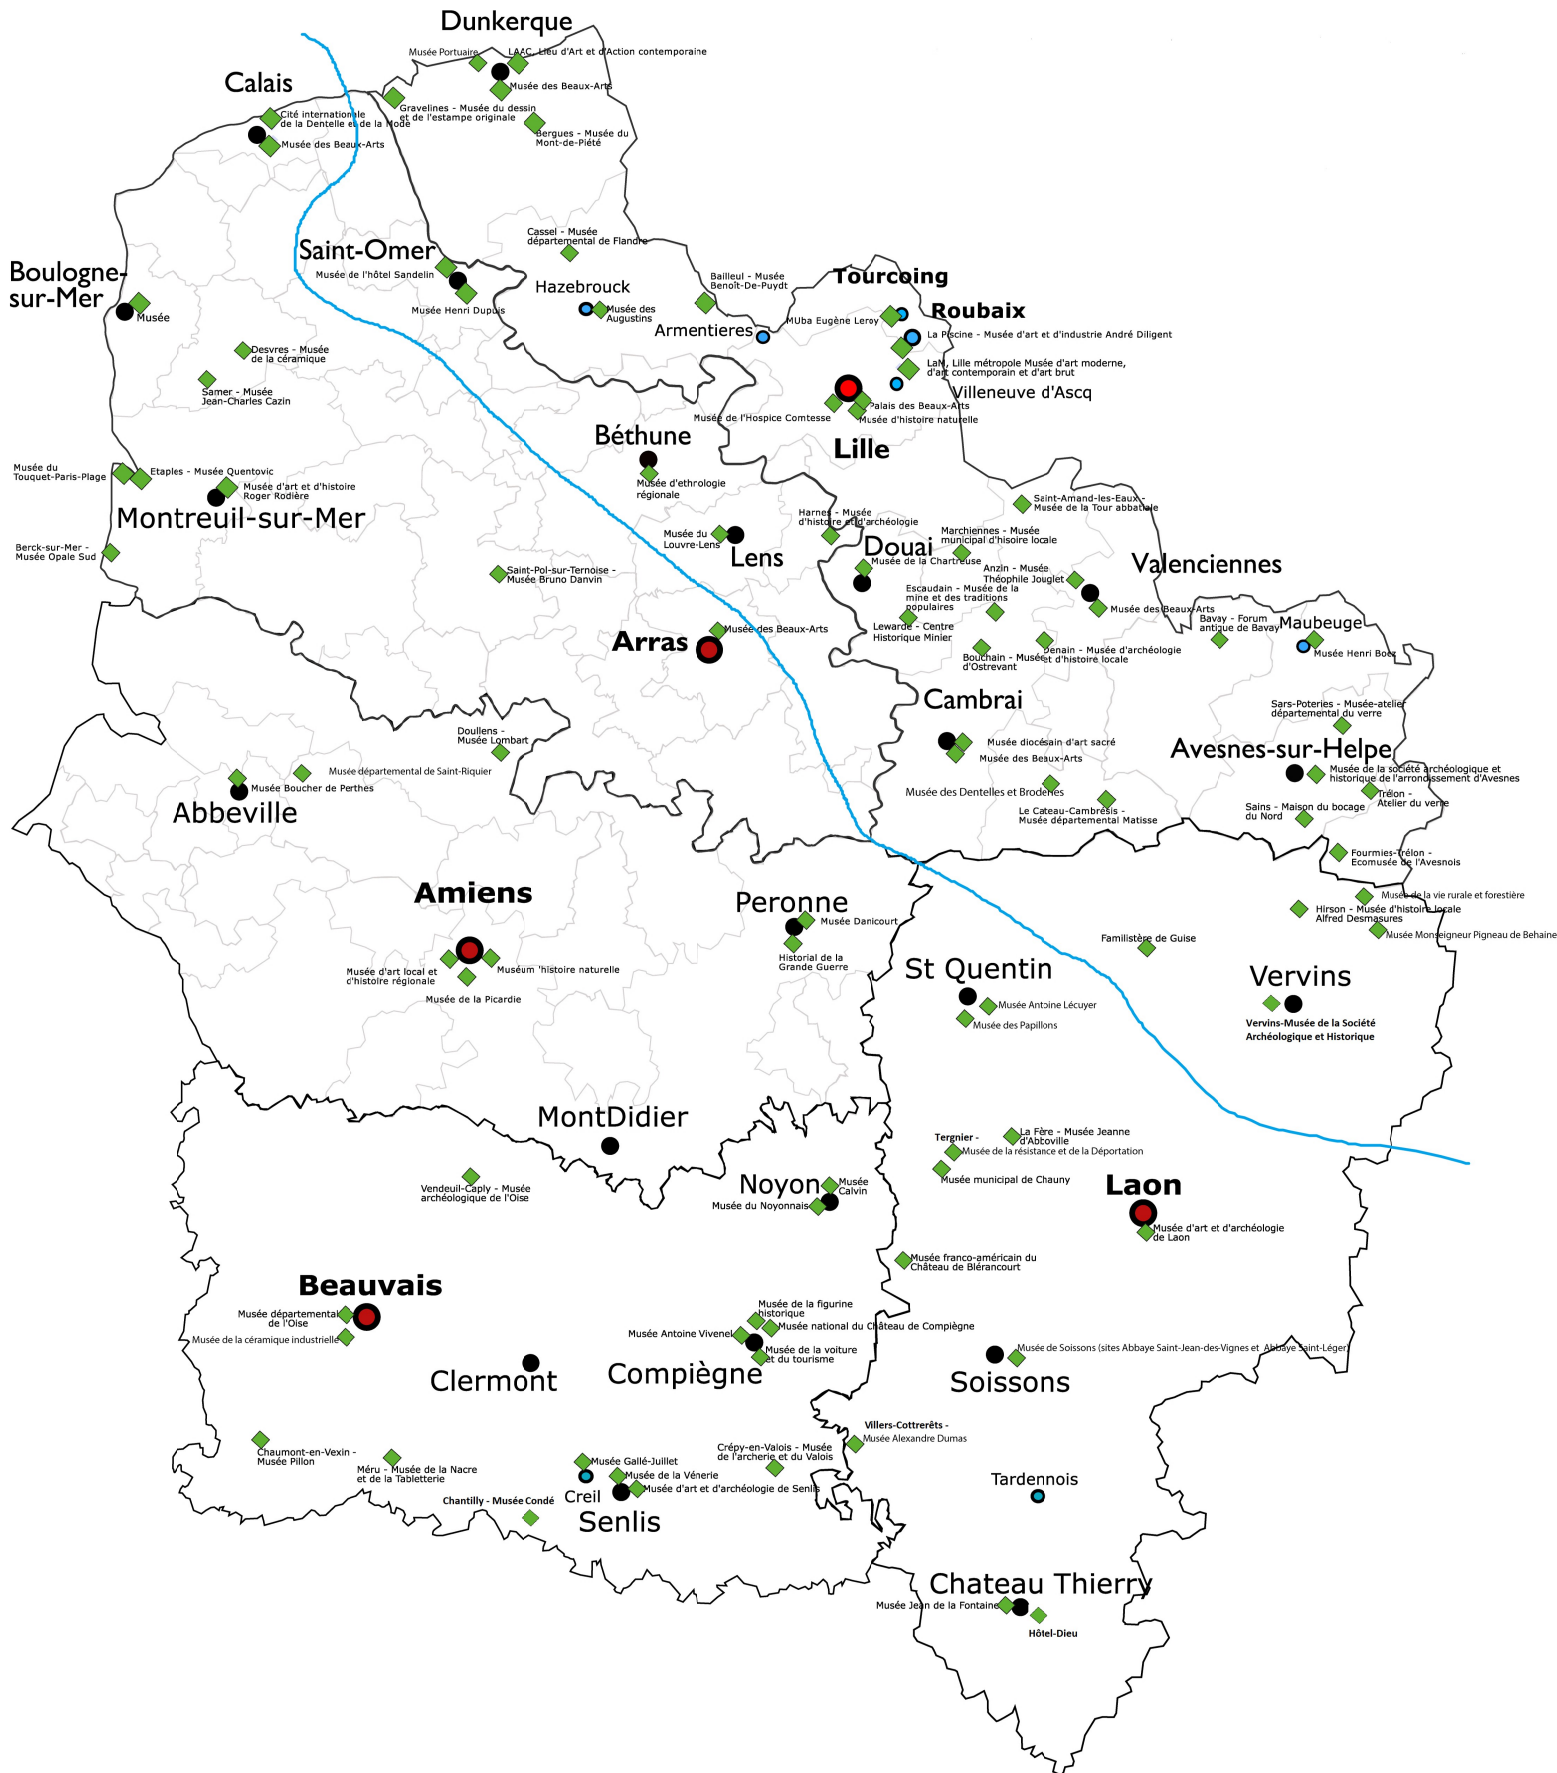 Dunkerque
Musée Portuaire
LAAC, Lieu d'Art et d'Action contemporaine
Musée des Beaux-Arts
Calais
Cité internationale
de la Dentelle et de la Mode
Musée des Beaux-Arts
Gravelines - Musée du dessin
et de l'estampe originale
Bergues - Musée du
Mont-de-Piété
Cassel - Musée
départemental de Flandre
Saint-Omer
Musée de l'hôtel Sandelin
Musée Henri Dupuis
Boulogne-
sur-Mer
Musée
Hazebrouck
Musée des
Augustins
Bailleul - Musée
Benoît-De-Puydt
Armentieres
Tourcoing
MUba Eugène Leroy
Roubaix
La Piscine - Musée d'art et d'industrie André Diligent
LaM, Lille métropole Musée d'art moderne,
d'art contemporain et d'art brut
Villeneuve d'Ascq
Palais des Beaux-Arts
Musée de l'Hospice Comtesse
Musée d'histoire naturelle
Lille
Desvres - Musée
de la céramique
Samer - Musée
Jean-Charles Cazin
Béthune
Musée d'ethrologie
régionale
Musée du
Touquet-Paris-Plage
Etaples - Musée Quentovic
Musée d'art et d'histoire
Roger Rodière
Montreuil-sur-Mer
Berck-sur-Mer -
Musée Opale Sud
Saint-Pol-sur-Ternoise -
Musée Bruno Danvin
Musée du
Louvre-Lens
Lens
Harnes - Musée
d'histoire et d'archéologie
Douai
Musée de la Chartreuse
Saint-Amand-les-Eaux -
Musée de la Tour abbatiale
Marchiennes - Musée
municipal d'hisoire locale
Anzin - Musée
Théophile Jouglet
Valenciennes
Musée des Beaux-Arts
Escaudain - Musée de la
mine et des traditions
populaires
Lewarde - Centre
Historique Minier
Bouchain - Musée
d'Ostrevant
Denain - Musée d'archéologie
et d'histoire locale
Bavay - Forum
antique de Bavay
Maubeuge
Musée Henri Boez
Arras
Musée des Beaux-Arts
Cambrai
Musée diocésain d'art sacré
Musée des Beaux-Arts
Musée des Dentelles et Broderies
Le Cateau-Cambrésis -
Musée départemental Matisse
Sars-Poteries - Musée-atelier
départemental du verre
Avesnes-sur-Helpe
Musée de la société archéologique et
historique de l'arrondissement d'Avesnes
Trélon -
Atelier du verre
Sains - Maison du bocage
du Nord
Fourmies-Trélon -
Ecomusée de l'Avesnois
Doullens -
Musée Lombart
Musée départemental de Saint-Riquier
Musée Boucher de Perthes
Abbeville
Amiens
Musée d'art local et
d'histoire régionale
Muséum 'histoire naturelle
Musée de la Picardie
Peronne
Musée Danicourt
Historial de la
Grande Guerre
Musée de la vie rurale et forestière
Hirson - Musée d'histoire locale
Alfred Desmasures
Musée Monseigneur Pigneau de Behaine
Familistère de Guise
St Quentin
Musée Antoine Lécuyer
Musée des Papillons
Vervins
Vervins-Musée de la Société
Archéologique et Historique
MontDidier
Vendeuil-Caply - Musée
archéologique de l'Oise
Noyon
Musée
Calvin
Musée du Noyonnais
La Fère - Musée Jeanne
d'Abboville
Tergnier -
Musée de la résistance et de la Déportation
Musée municipal de Chauny
Laon
Musée d'art et d'archéologie
de Laon
Musée franco-américain du
Château de Blérancourt
Beauvais
Musée départemental
de l'Oise
Musée de la céramique industrielle
Clermont
Musée de la figurine
historique
Musée national du Château de Compiègne
Musée Antoine Vivenel
Musée de la voiture
et du tourisme
Compiègne
Musée de Soissons (sites Abbaye Saint-Jean-des-Vignes et Abbaye Saint-Léger)
Soissons
Villers-Cottrerêts -
Musée Alexandre Dumas
Chaumont-en-Vexin -
Musée Pillon
Méru - Musée de la Nacre
et de la Tabletterie
Musée Gallé-Juillet
Musée de la Vénerie
Creil
Musée d'art et d'archéologie de Senlis
Senlis
Chantilly - Musée Condé
Crépy-en-Valois - Musée
de l'archerie et du Valois
Tardennois
Chateau Thierry
Musée Jean de la Fontaine
Hôtel-Dieu